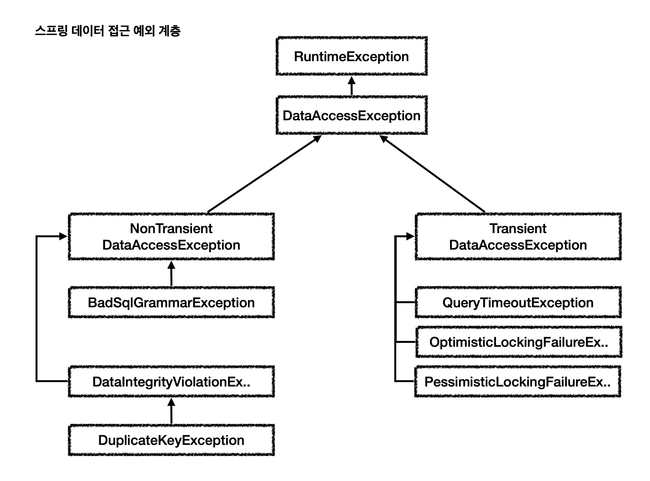 스프링 데이터 접근 예외 계층
RuntimeException
DataAccessException
NonTransient
DataAccessException
Transient
DataAccessException
BadSqlGrammarException
QueryTimeoutException
OptimisticLockingFailureEx..
DataIntegrityViolationEx..
PessimisticLockingFailureEx..
DuplicateKeyException